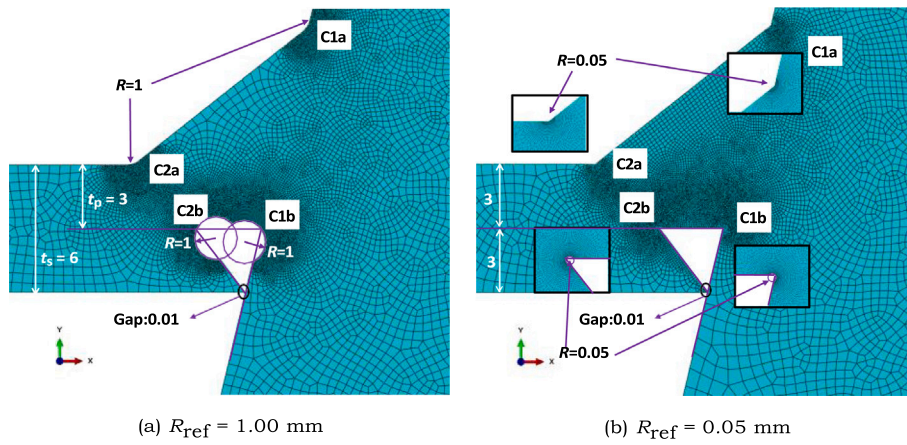 C1a
R=1
C2a
tp = 3
C2b
C1b
R=1
R=1
ts = 6
Gap:0.01
Y
X
(a) Rref = 1.00 mm
C1a
R=0.05
C2a
3
C2b
C1b
3
Gap:0.01
R=0.05
Y
X
(b) Rref = 0.05 mm